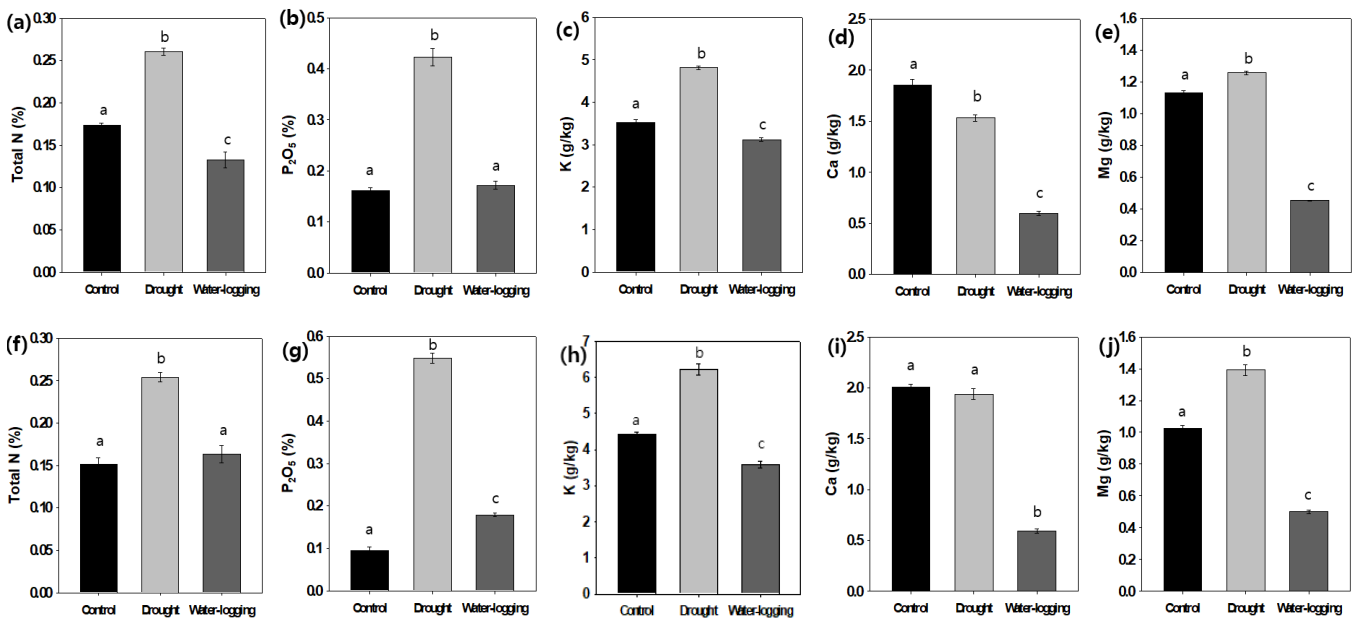 (a)
Total N (%)
0.30
0.25
0.20
0.15
0.10
0.05
0.00
a
b
c
Control Drought Water-logging
(b)
P₂O₅ (%)
0.5
0.4
0.3
0.2
0.1
0.0
a
b
a
Control Drought Water-logging
(c)
K (g/kg)
6
5
4
3
2
1
0
a
b
c
Control Drought Water-logging
(d)
Ca (g/kg)
2.5
2.0
1.5
1.0
0.5
0.0
a
b
c
Control Drought Water-logging
(e)
Mg (g/kg)
1.6
1.4
1.2
1.0
0.8
0.6
0.4
0.2
0.0
a
b
c
Control Drought Water-logging
(f)
Total N (%)
0.30
0.25
0.20
0.15
0.10
0.05
0.00
a
b
a
Control Drought Water-logging
(g)
P₂O₅ (%)
0.6
0.5
0.4
0.3
0.2
0.1
0.0
a
b
c
Control Drought Water-logging
(h)
K (g/kg)
7
6
5
4
3
2
1
0
a
b
c
Control Drought Water-logging
(i)
Ca (g/kg)
2.5
2.0
1.5
1.0
0.5
0.0
a
a
b
Control Drought Water-logging
(j)
Mg (g/kg)
1.6
1.4
1.2
1.0
0.8
0.6
0.4
0.2
0.0
a
b
c
Control Drought Water-logging